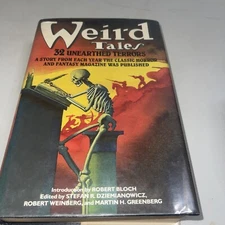 Weird
Tales
32 UNEARTHED TERRORS
A STORY FROM EACH YEAR THE CLASSIC HORROR
AND FANTASY MAGAZINE WAS PUBLISHED
Introduction by ROBERT BLOCH
Edited by STEFAN R. DZIEMIANOWICZ,
ROBERT WEINBERG, and MARTIN H. GREENBERG